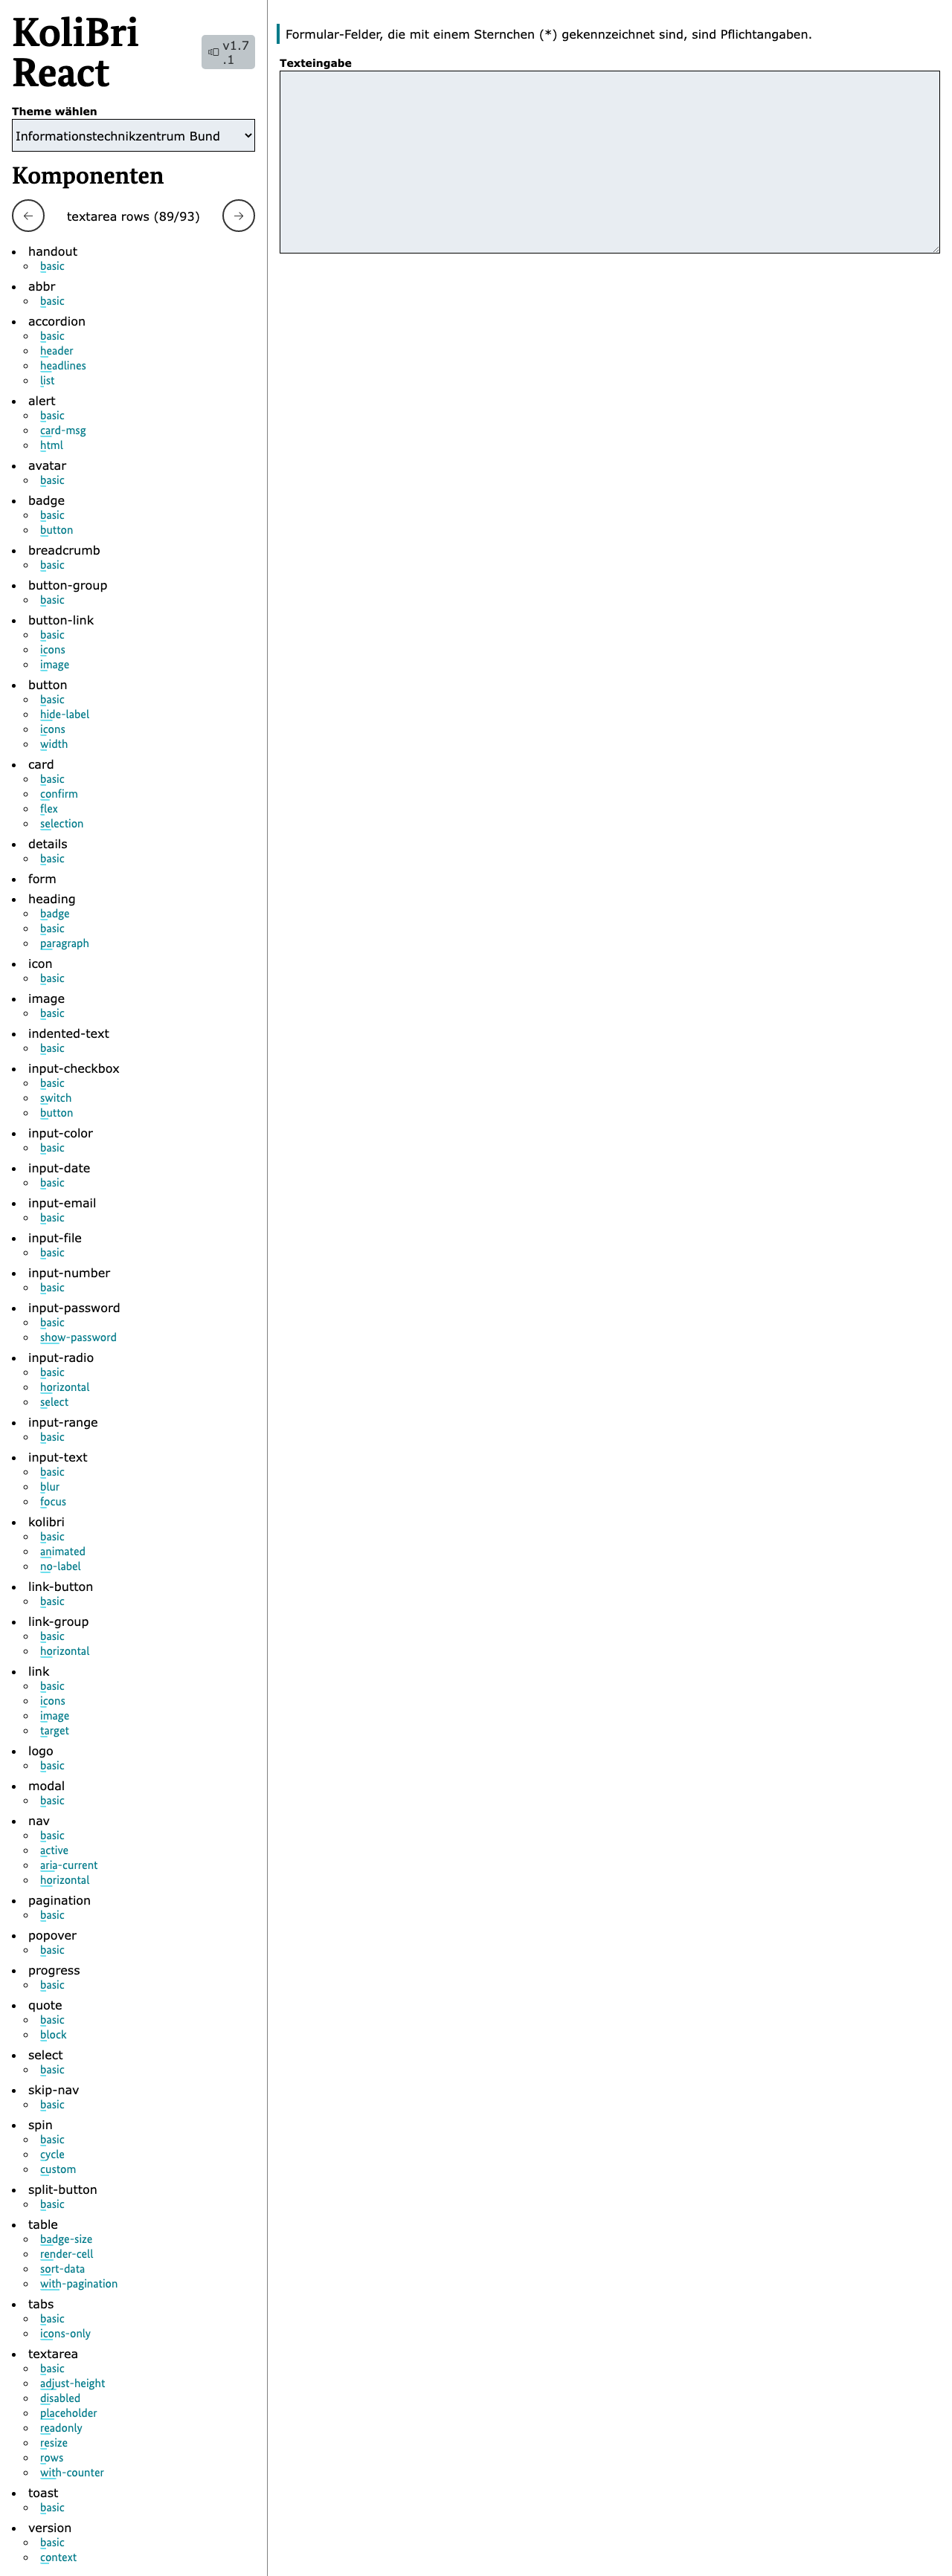 KoliBri
React
v1.7
.1
Theme wählen
Informationstechnikzentrum Bund
Komponenten
textarea rows (89/93)
handout
basic
abbr
basic
accordion
basic
header
headlines
list
alert
basic
card-msg
html
avatar
basic
badge
basic
button
breadcrumb
basic
button-group
basic
button-link
basic
icons
image
button
basic
hide-label
icons
width
card
basic
confirm
flex
selection
details
basic
form
heading
badge
basic
paragraph
icon
basic
image
basic
indented-text
basic
input-checkbox
basic
switch
button
input-color
basic
input-date
basic
input-email
basic
input-file
basic
input-number
basic
input-password
basic
show-password
input-radio
basic
horizontal
select
input-range
basic
input-text
basic
blur
focus
kolibri
basic
animated
no-label
link-button
basic
link-group
basic
horizontal
link
basic
icons
image
target
logo
basic
modal
basic
nav
basic
active
aria-current
horizontal
pagination
basic
popover
basic
progress
basic
quote
basic
block
select
basic
skip-nav
basic
spin
basic
cycle
custom
split-button
basic
table
badge-size
render-cell
sort-data
with-pagination
tabs
basic
icons-only
textarea
basic
adjust-height
disabled
placeholder
readonly
resize
rows
with-counter
toast
basic
version
basic
context
Formular-Felder, die mit einem Sternchen (*) gekennzeichnet sind, sind Pflichtangaben.
Texteingabe